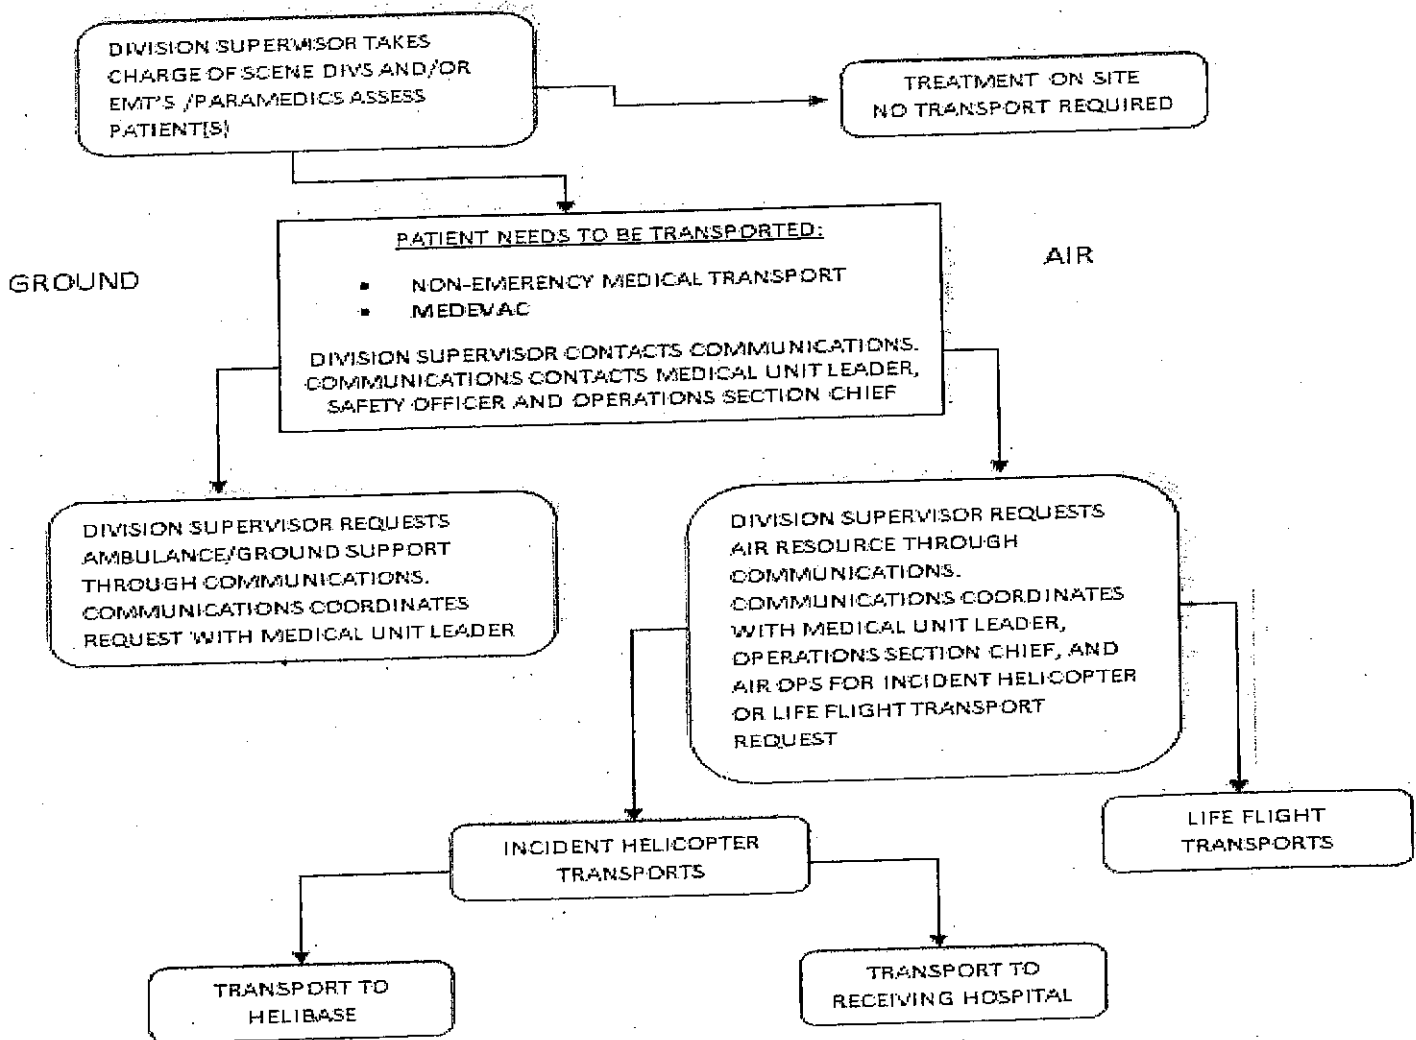 DIVISION SUPERVISOR TAKES
CHARGE OF SCENE DIVS AND/OR
EMT'S /PARAMEDICS ASSESS
PATIENT(S)
TREATMENT ON SITE
NO TRANSPORT REQUIRED
GROUND
PATIENT NEEDS TO BE TRANSPORTED:
• NON-EMERENCY MEDICAL TRANSPORT
• MEDEVAC
DIVISION SUPERVISOR CONTACTS COMMUNICATIONS.
COMMUNICATIONS CONTACTS MEDICAL UNIT LEADER,
SAFETY OFFICER AND OPERATIONS SECTION CHIEF
AIR
DIVISION SUPERVISOR REQUESTS
AMBULANCE/GROUND SUPPORT
THROUGH COMMUNICATIONS.
COMMUNICATIONS COORDINATES
REQUEST WITH MEDICAL UNIT LEADER
DIVISION SUPERVISOR REQUESTS
AIR RESOURCE THROUGH
COMMUNICATIONS.
COMMUNICATIONS COORDINATES
WITH MEDICAL UNIT LEADER,
OPERATIONS SECTION CHIEF, AND
AIR OPS FOR INCIDENT HELICOPTER
OR LIFE FLIGHT TRANSPORT
REQUEST
INCIDENT HELICOPTER
TRANSPORTS
LIFE FLIGHT
TRANSPORTS
TRANSPORT TO
HELIBASE
TRANSPORT TO
RECEIVING HOSPITAL